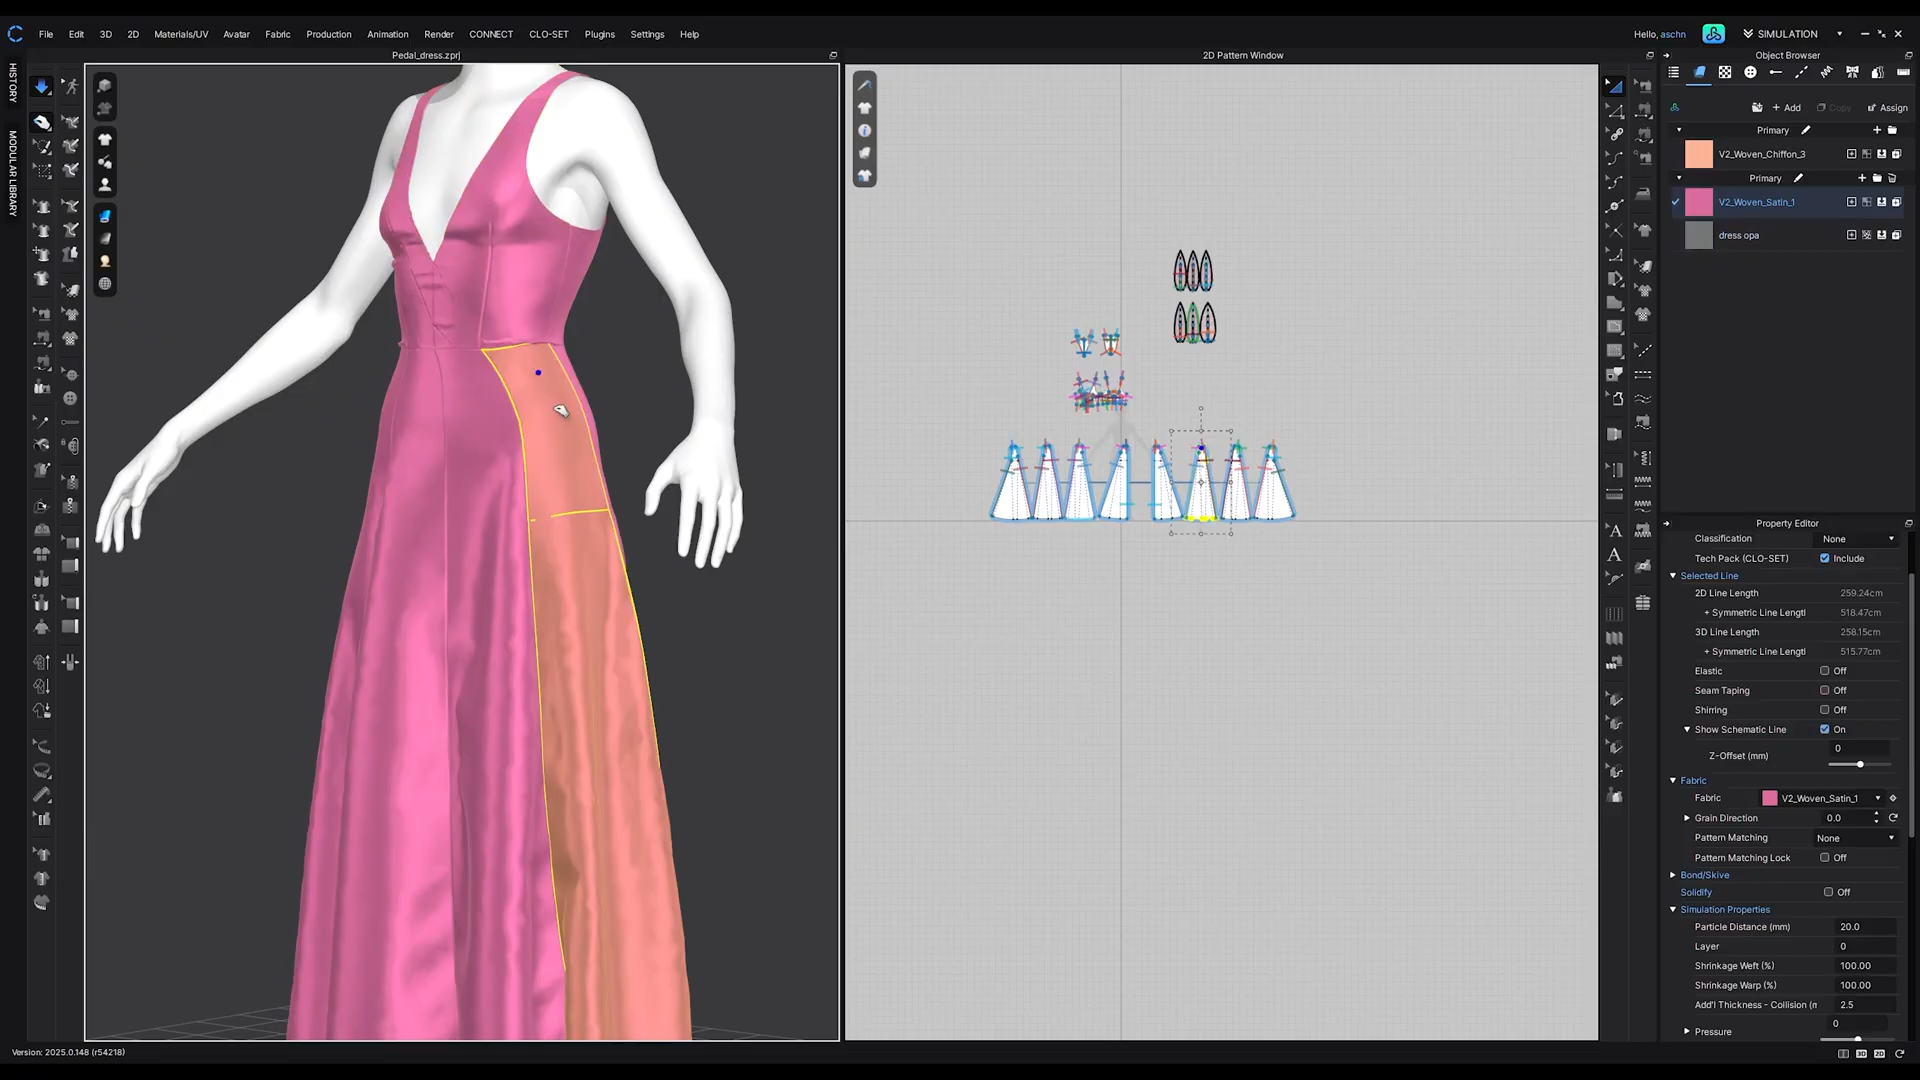 File Edit 3D 2D Materials/UV Avatar Fabric Production Animation Render CONNECT CLO-SET Plugins Settings Help
Hello, aschn
SIMULATION
Pedal_dress.zprj
2D Pattern Window
Object Browser
HISTORY
MODULAR LIBRARY
+ Add Copy Assign
Primary
V2_Woven_Chiffon_3
Primary
V2_Woven_Satin_1
dress opa
Property Editor
Classification None
Tech Pack (CLO-SET) Include
Selected Line
2D Line Length 259.24cm
+ Symmetric Line Lengtl 518.47cm
3D Line Length 258.15cm
+ Symmetric Line Lengtl 515.77cm
Elastic Off
Seam Taping Off
Shirring Off
Show Schematic Line On
Z-Offset (mm) 0
Fabric
Fabric V2_Woven_Satin_1
Grain Direction 0.0
Pattern Matching None
Pattern Matching Lock Off
Bond/Skive
Solidify Off
Simulation Properties
Particle Distance (mm) 20.0
Layer 0
Shrinkage Weft (%) 100.00
Shrinkage Warp (%) 100.00
Add'l Thickness - Collision (n 2.5
Pressure 0
Version: 2025.0.148 (r54218)
3D 2D